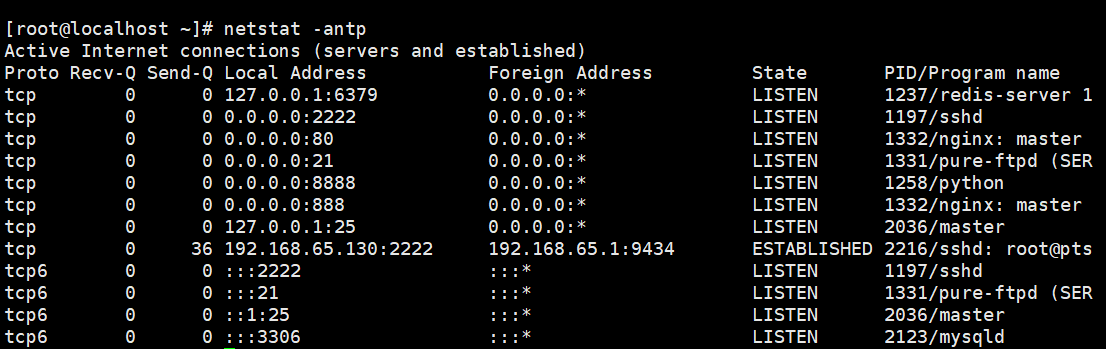 [root@localhost ~]# netstat -antp
Active Internet connections (servers and established)
Proto Recv-Q Send-Q Local Address           Foreign Address         State       PID/Program name
tcp        0      0 127.0.0.1:6379          0.0.0.0:*               LISTEN      1237/redis-server 1
tcp        0      0 0.0.0.0:2222            0.0.0.0:*               LISTEN      1197/sshd
tcp        0      0 0.0.0.0:80              0.0.0.0:*               LISTEN      1332/nginx: master
tcp        0      0 0.0.0.0:21              0.0.0.0:*               LISTEN      1331/pure-ftpd (SER
tcp        0      0 0.0.0.0:8888            0.0.0.0:*               LISTEN      1258/python
tcp        0      0 0.0.0.0:888             0.0.0.0:*               LISTEN      1332/nginx: master
tcp        0      0 127.0.0.1:25            0.0.0.0:*               LISTEN      2036/master
tcp        0     36 192.168.65.130:2222     192.168.65.1:9434       ESTABLISHED 2216/sshd: root@pts
tcp6       0      0 :::2222                 :::*                    LISTEN      1197/sshd
tcp6       0      0 :::21                   :::*                    LISTEN      1331/pure-ftpd (SER
tcp6       0      0 ::1:25                  :::*                    LISTEN      2036/master
tcp6       0      0 :::3306                 :::*                    LISTEN      2123/mysqld